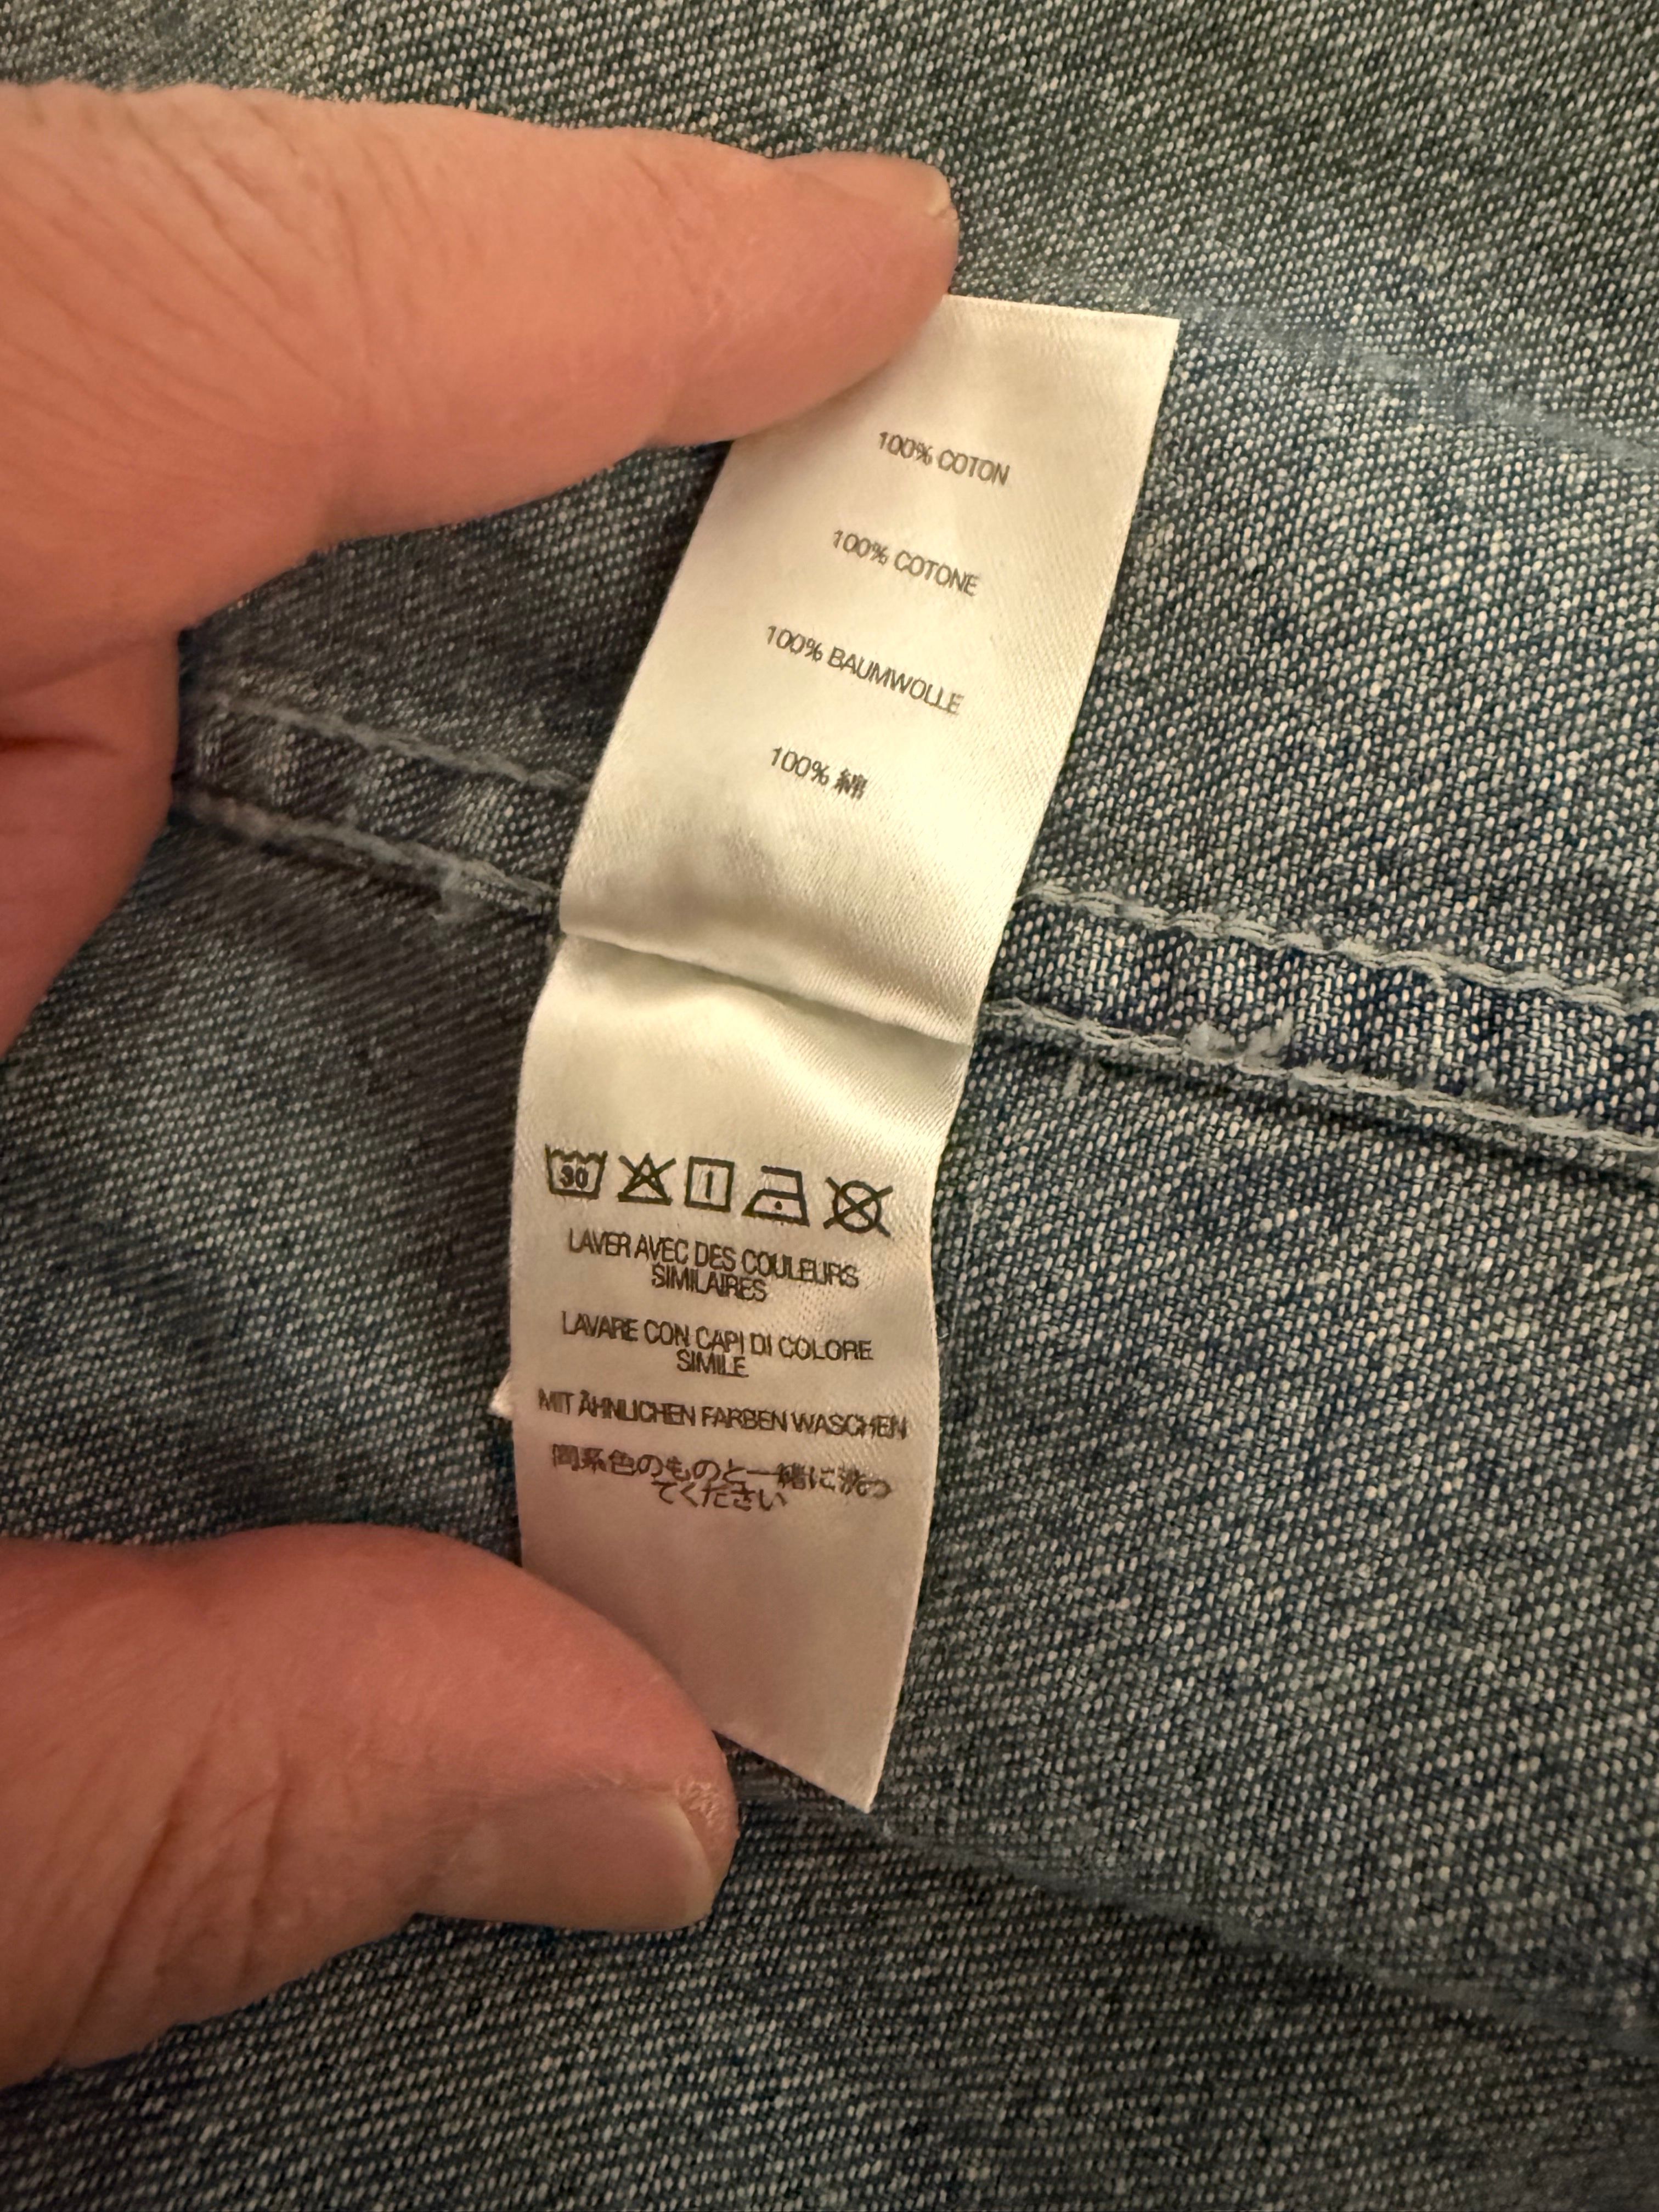 100% COTON
100% COTONE
100% BAUMWOLLE
100% 綿
30
LAVER AVEC DES COULEURS
SIMILAIRES
LAVARE CON CAPI DI COLORE
SIMILE
MIT ÄHNLICHEN FARBEN WASCHEN
同系色のものと一緒に洗っ
てください